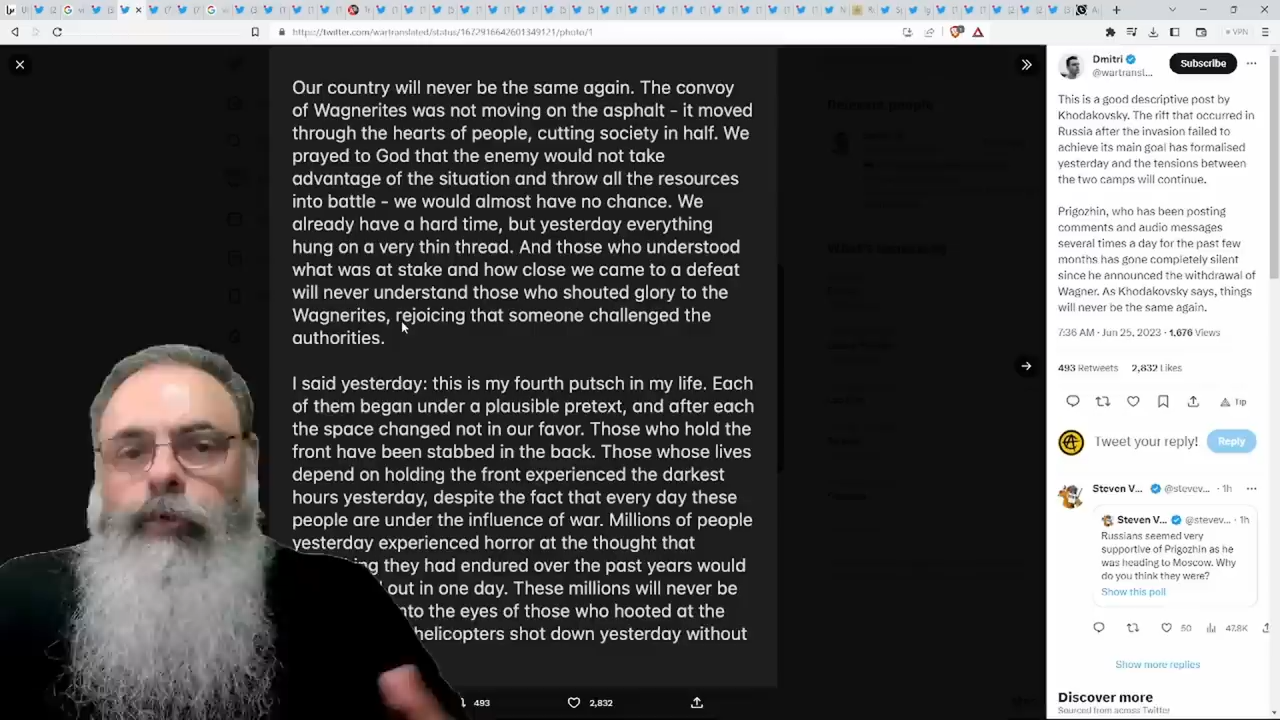 https://twitter.com/wartranslated/status/1672916642601349121/photo/1
VPN
Our country will never be the same again. The convoy
of Wagnerites was not moving on the asphalt - it moved
through the hearts of people, cutting society in half. We
prayed to God that the enemy would not take
advantage of the situation and throw all the resources
into battle - we would almost have no chance. We
already have a hard time, but yesterday everything
hung on a very thin thread. And those who understood
what was at stake and how close we came to a defeat
will never understand those who shouted glory to the
Wagnerites, rejoicing that someone challenged the
authorities.
I said yesterday: this is my fourth putsch in my life. Each
of them began under a plausible pretext, and after each
the space changed not in our favor. Those who hold the
front have been stabbed in the back. Those whose lives
depend on holding the front experienced the darkest
hours yesterday, despite the fact that every day these
people are under the influence of war. Millions of people
yesterday experienced horror at the thought that
they had endured over the past years would
out in one day. These millions will never be
the eyes of those who hooted at the
helicopters shot down yesterday without
493
2,832
Dmitri
@wartransl...
Subscribe
This is a good descriptive post by
Khodakovsky. The rift that occurred in
Russia after the invasion failed to
achieve its main goal has formalised
yesterday and the tensions between
the two camps will continue.
Prigozhin, who has been posting
comments and audio messages
several times a day for the past few
months has gone completely silent
since he announced the withdrawal of
Wagner. As Khodakovsky says, things
will never be the same again.
7:36 AM · Jun 25, 2023 · 1,676 Views
493 Retweets 2,832 Likes
Tip
Tweet your reply!
Reply
Steven V... @stevev... · 1h
Steven V... @stevev... · 1h
Russians seemed very
supportive of Prigozhin as he
was heading to Moscow. Why
do you think they were?
Show this poll
50
47.8K
Show more replies
Discover more
Sourced from across Twitter